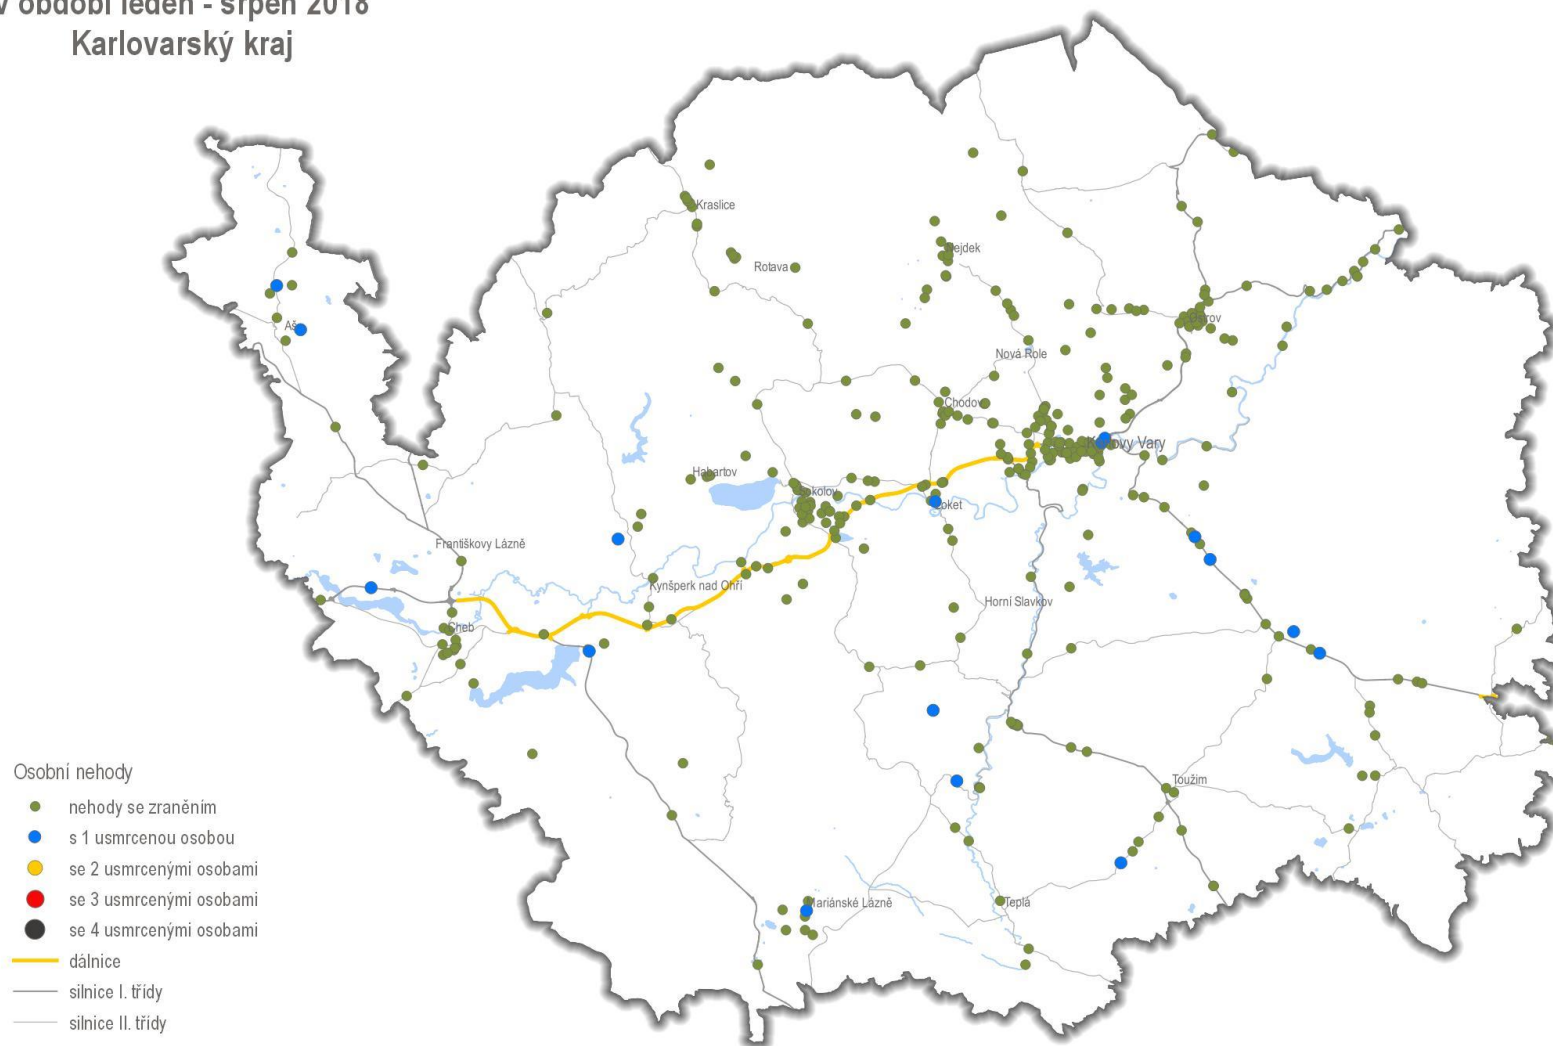 v období leden - srpen 2018
Karlovarský kraj
Kraslice
Rotava
Nejdek
Aš
Ostrov
Nová Role
Chodov
Karlovy Vary
Habartov
Sokolov
Loket
Františkovy Lázně
Kynšperk nad Ohří
Horní Slavkov
Cheb
Toužim
Mariánské Lázně
Teplá
Osobní nehody
nehody se zraněním
s 1 usmrcenou osobou
se 2 usmrcenými osobami
se 3 usmrcenými osobami
se 4 usmrcenými osobami
dálnice
silnice I. třídy
silnice II. třídy